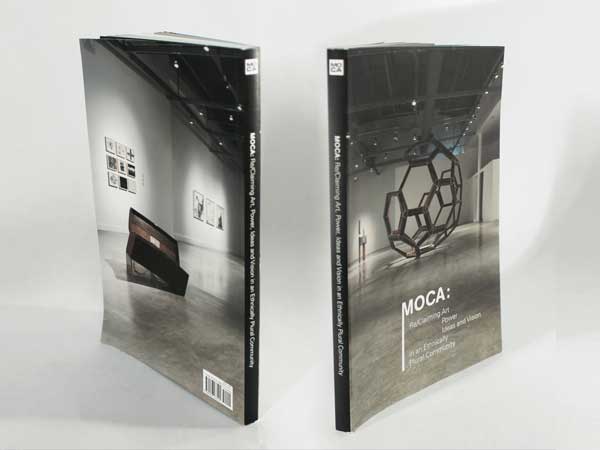 MO
CA
MOCA: Re/Claiming Art, Power, Ideas and Vision in an Ethnically Plural Community
MO
CA
MOCA: Re/Claiming Art, Power, Ideas and Vision in an Ethnically Plural Community
MOCA:
Re/Claiming Art
Power
Ideas and Vision
in an Ethnically
Plural Community